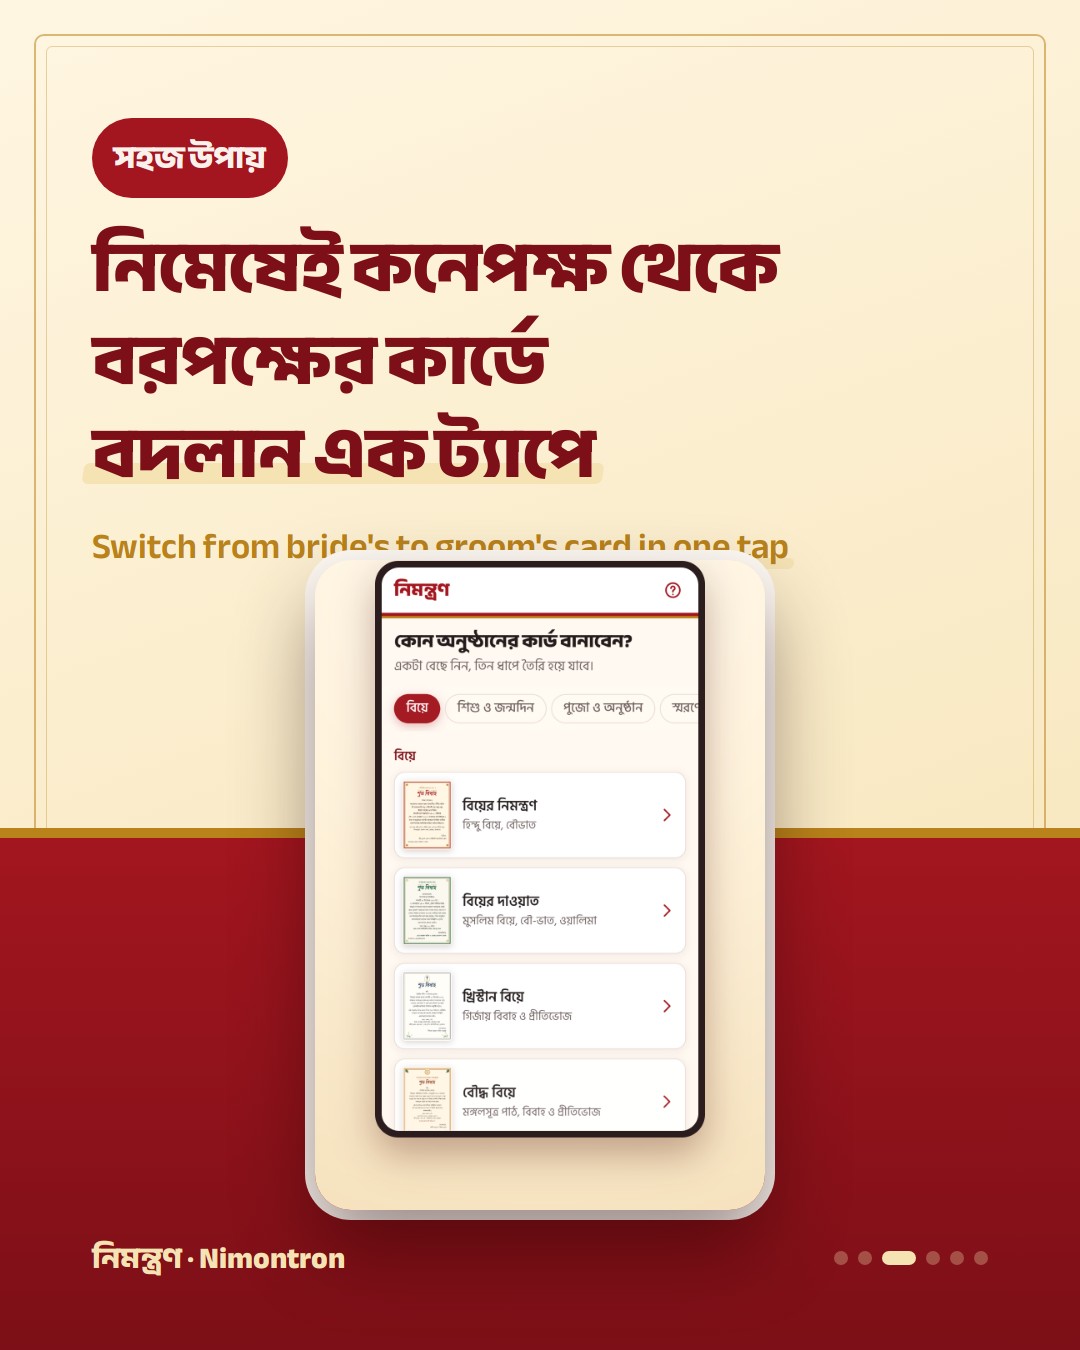 সহজ উপায়
নিমেষেই কনেপক্ষ থেকে
বরপক্ষের কার্ডে
বদলান এক ট্যাপে
Switch from bride's to groom's card in one tap
নিমন্ত্রণ
কোন অনুষ্ঠানের কার্ড বানাবেন?
একটা বেছে নিন, তিন ধাপে তৈরি হয়ে যাবে।
বিয়ে
শিশু ও জন্মদিন
পুজো ও অনুষ্ঠান
বিয়ে
বিয়ের নিমন্ত্রণ
হিন্দু বিয়ে, বৌভাত
বিয়ের দাওয়াত
মুসলিম বিয়ে, বৌ-ভাত, ওয়ালিমা
খ্রিস্টান বিয়ে
গির্জায় বিবাহ ও প্রীতিভোজ
বৌদ্ধ বিয়ে
মঙ্গলসূত্র পাঠ, বিবাহ ও প্রীতিভোজ
নিমন্ত্রণ · Nimontron